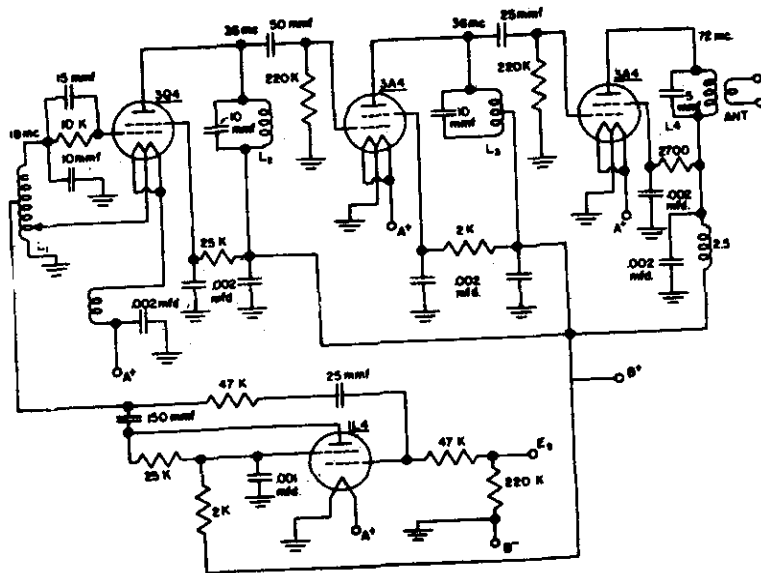 36 mc
50 mmf
36 mc
25 mmf
72 mc.
15 mmf
3Q4
220 K
3A4
220 K
3A4
5 mmf
ANT
18 mc
10 K
10 mmf
10 mmf
L2
10 mmf
L3
L4
2700
L1
25 K
A+
2 K
A+
.002 mfd.
2.5
.002 mfd
.002 mfd.
.002 mfd.
.002 mfd.
A+
47 K
25 mmf
B+
150 mmf
1L4
47 K
25 K
.001 mfd.
220 K
2 K
A+
B-